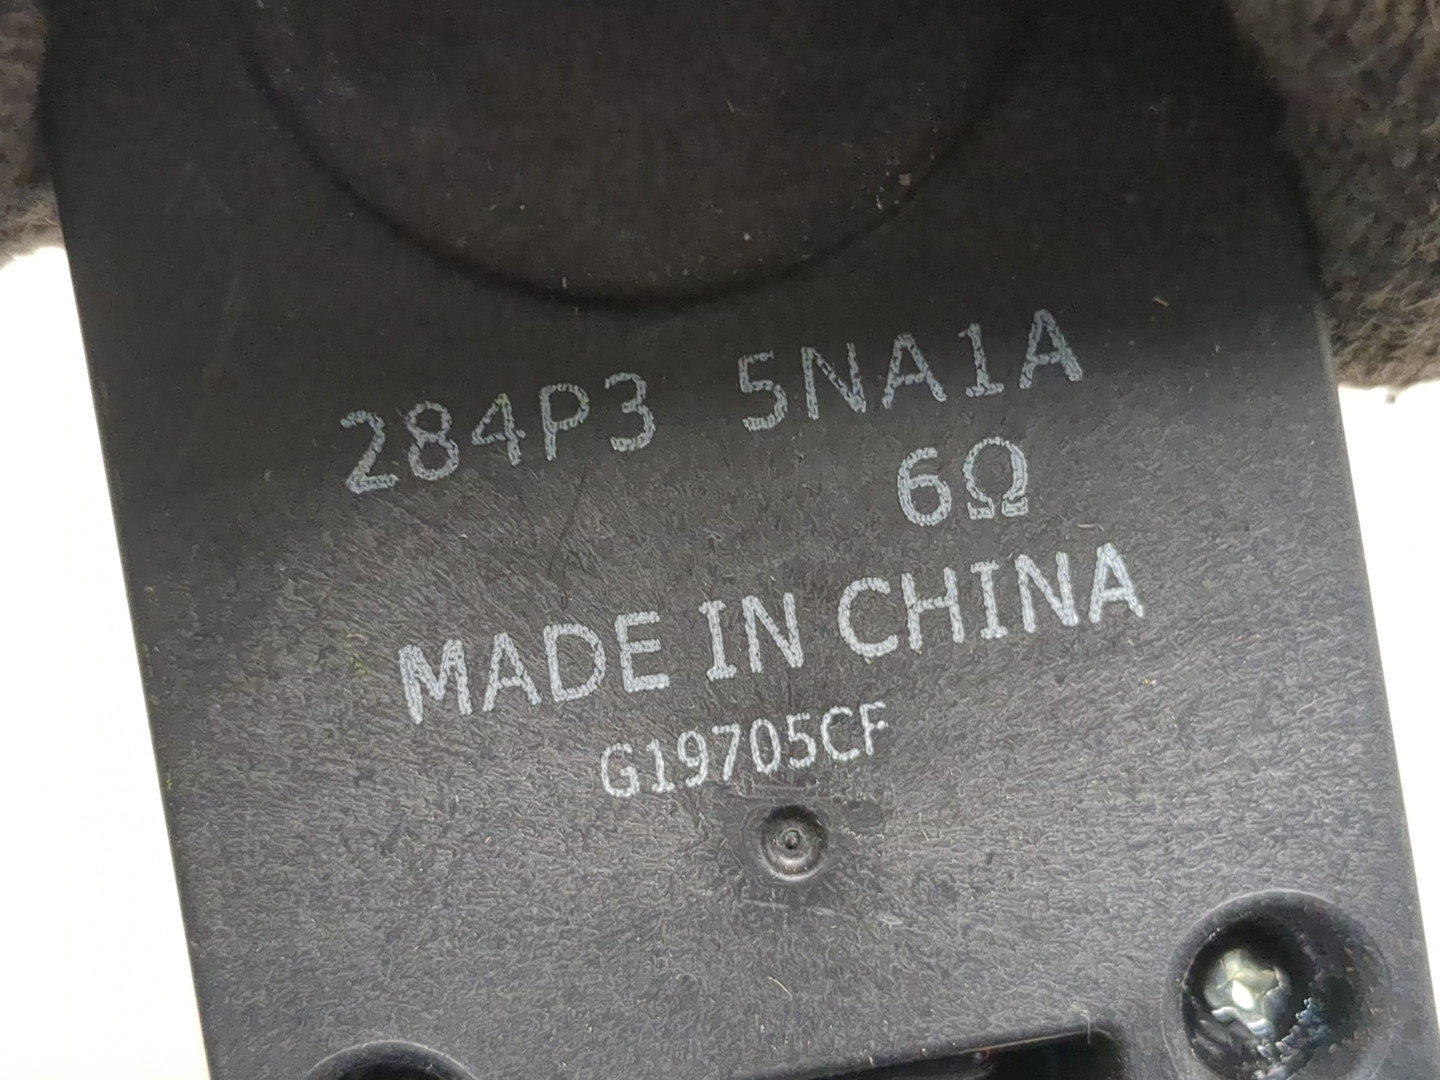 284P3 5NA1A
6Ω
MADE IN CHINA
G19705CF